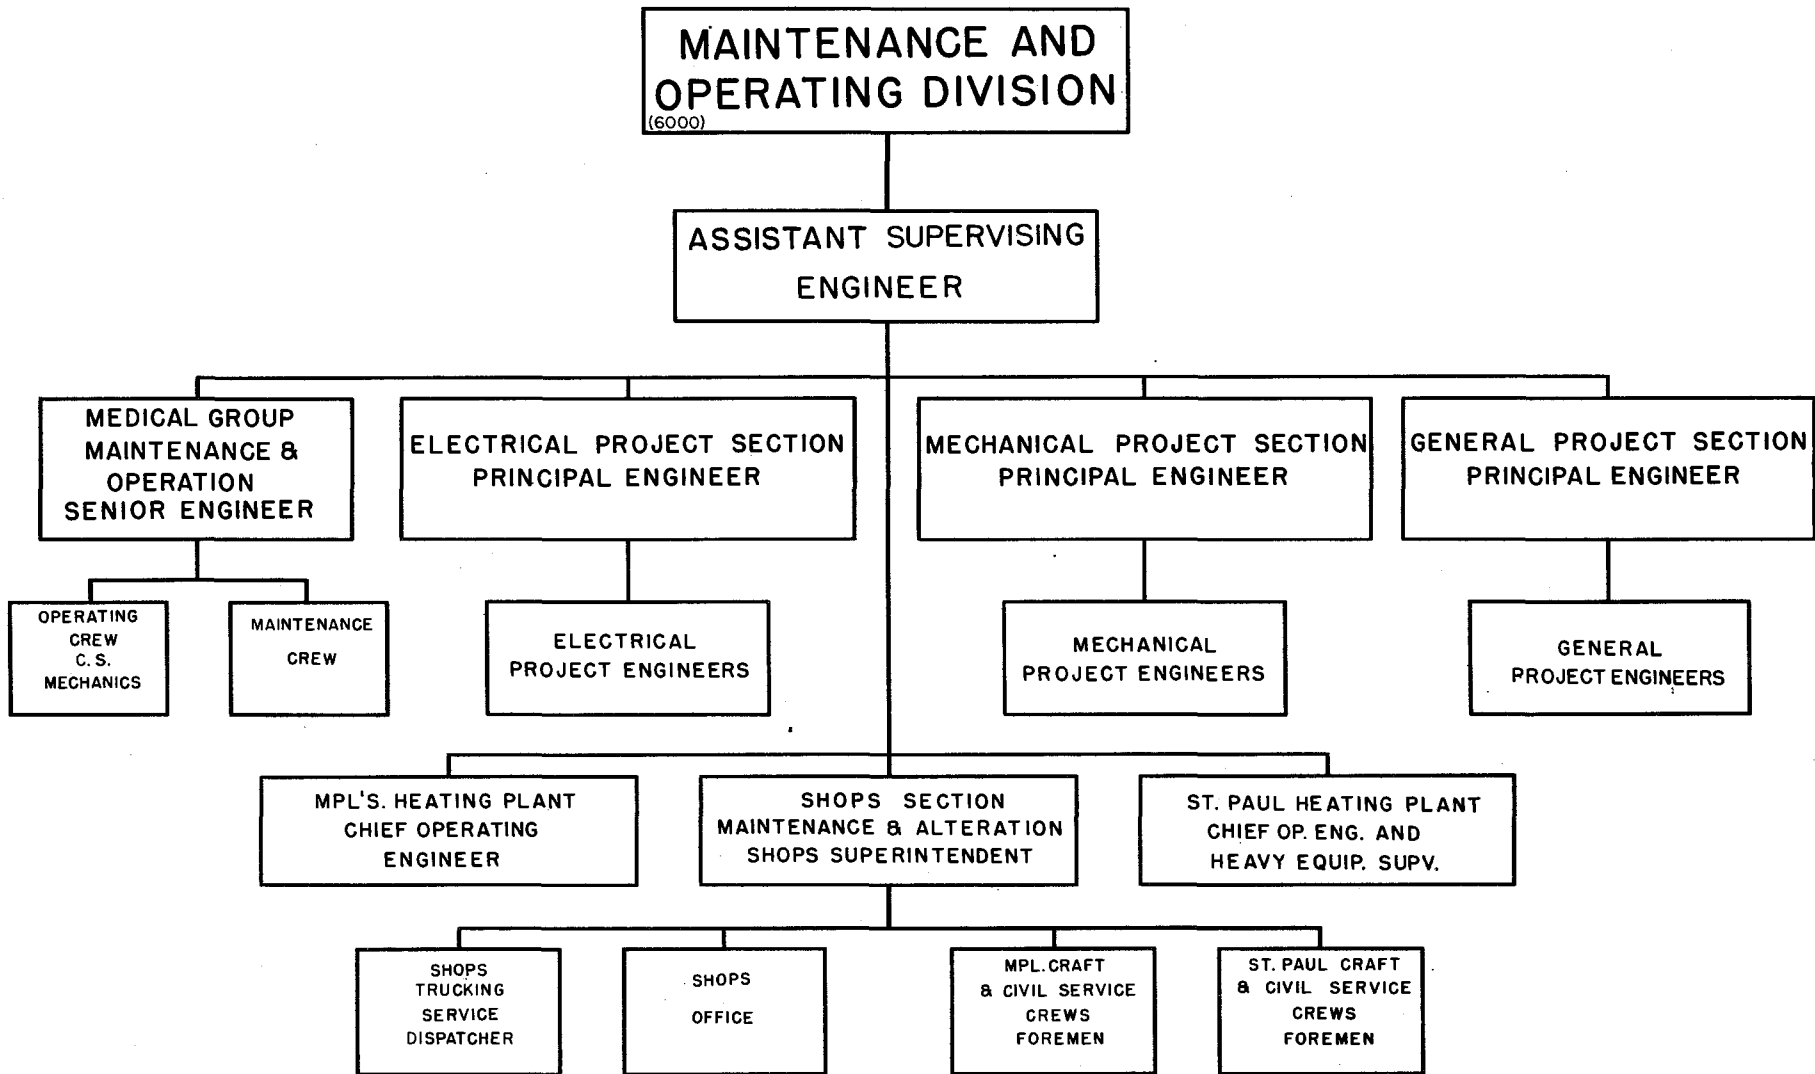 MAINTENANCE AND
OPERATING DIVISION
(6000)
ASSISTANT SUPERVISING
ENGINEER
MEDICAL GROUP
MAINTENANCE &
OPERATION
SENIOR ENGINEER
ELECTRICAL PROJECT SECTION
PRINCIPAL ENGINEER
MECHANICAL PROJECT SECTION
PRINCIPAL ENGINEER
GENERAL PROJECT SECTION
PRINCIPAL ENGINEER
OPERATING
CREW
C. S.
MECHANICS
MAINTENANCE
CREW
ELECTRICAL
PROJECT ENGINEERS
MECHANICAL
PROJECT ENGINEERS
GENERAL
PROJECT ENGINEERS
MPL'S. HEATING PLANT
CHIEF OPERATING
ENGINEER
SHOPS SECTION
MAINTENANCE & ALTERATION
SHOPS SUPERINTENDENT
ST. PAUL HEATING PLANT
CHIEF OP. ENG. AND
HEAVY EQUIP. SUPV.
SHOPS
TRUCKING
SERVICE
DISPATCHER
SHOPS
OFFICE
MPL. CRAFT
& CIVIL SERVICE
CREWS
FOREMEN
ST. PAUL CRAFT
& CIVIL SERVICE
CREWS
FOREMEN